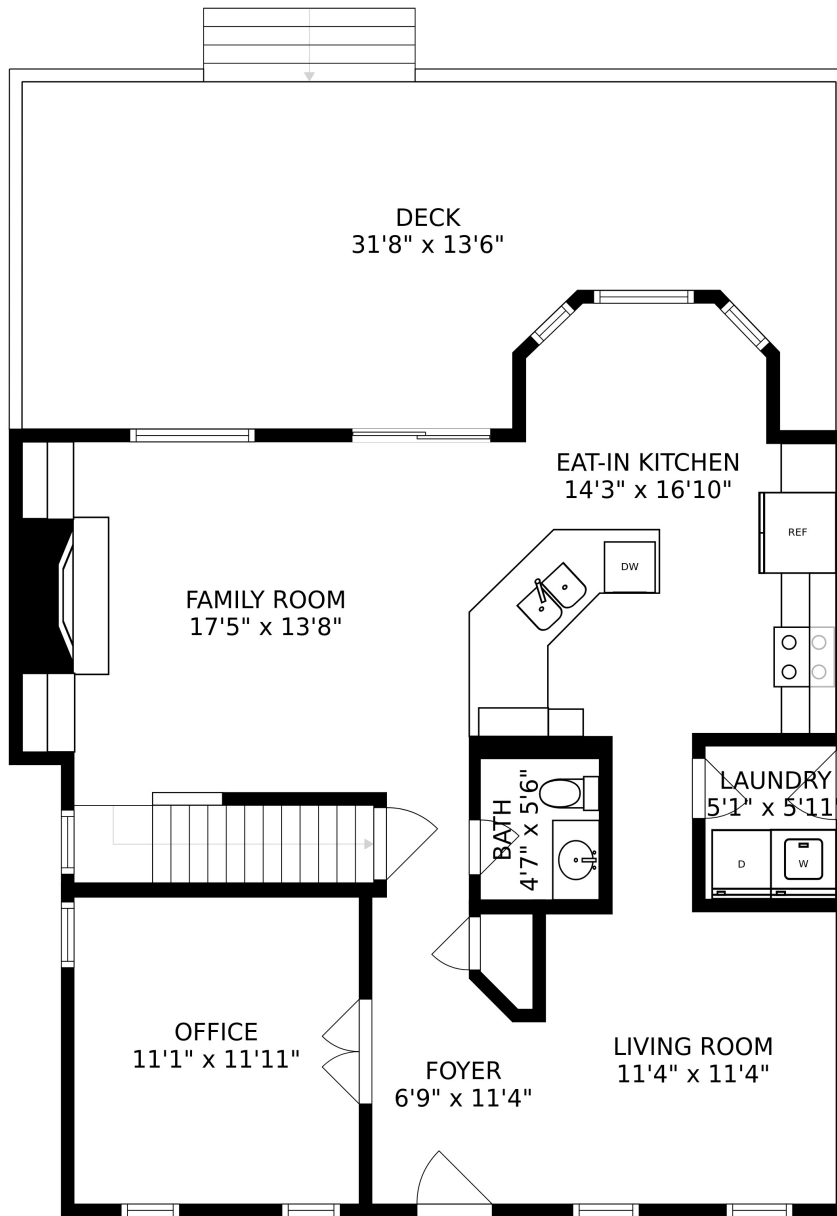 DECK
31'8" x 13'6"
EAT-IN KITCHEN
14'3" x 16'10"
REF
DW
FAMILY ROOM
17'5" x 13'8"
LAUNDRY
5'1" x 5'11"
BATH
4'7" x 5'6"
D
W
OFFICE
11'1" x 11'11"
LIVING ROOM
11'4" x 11'4"
FOYER
6'9" x 11'4"